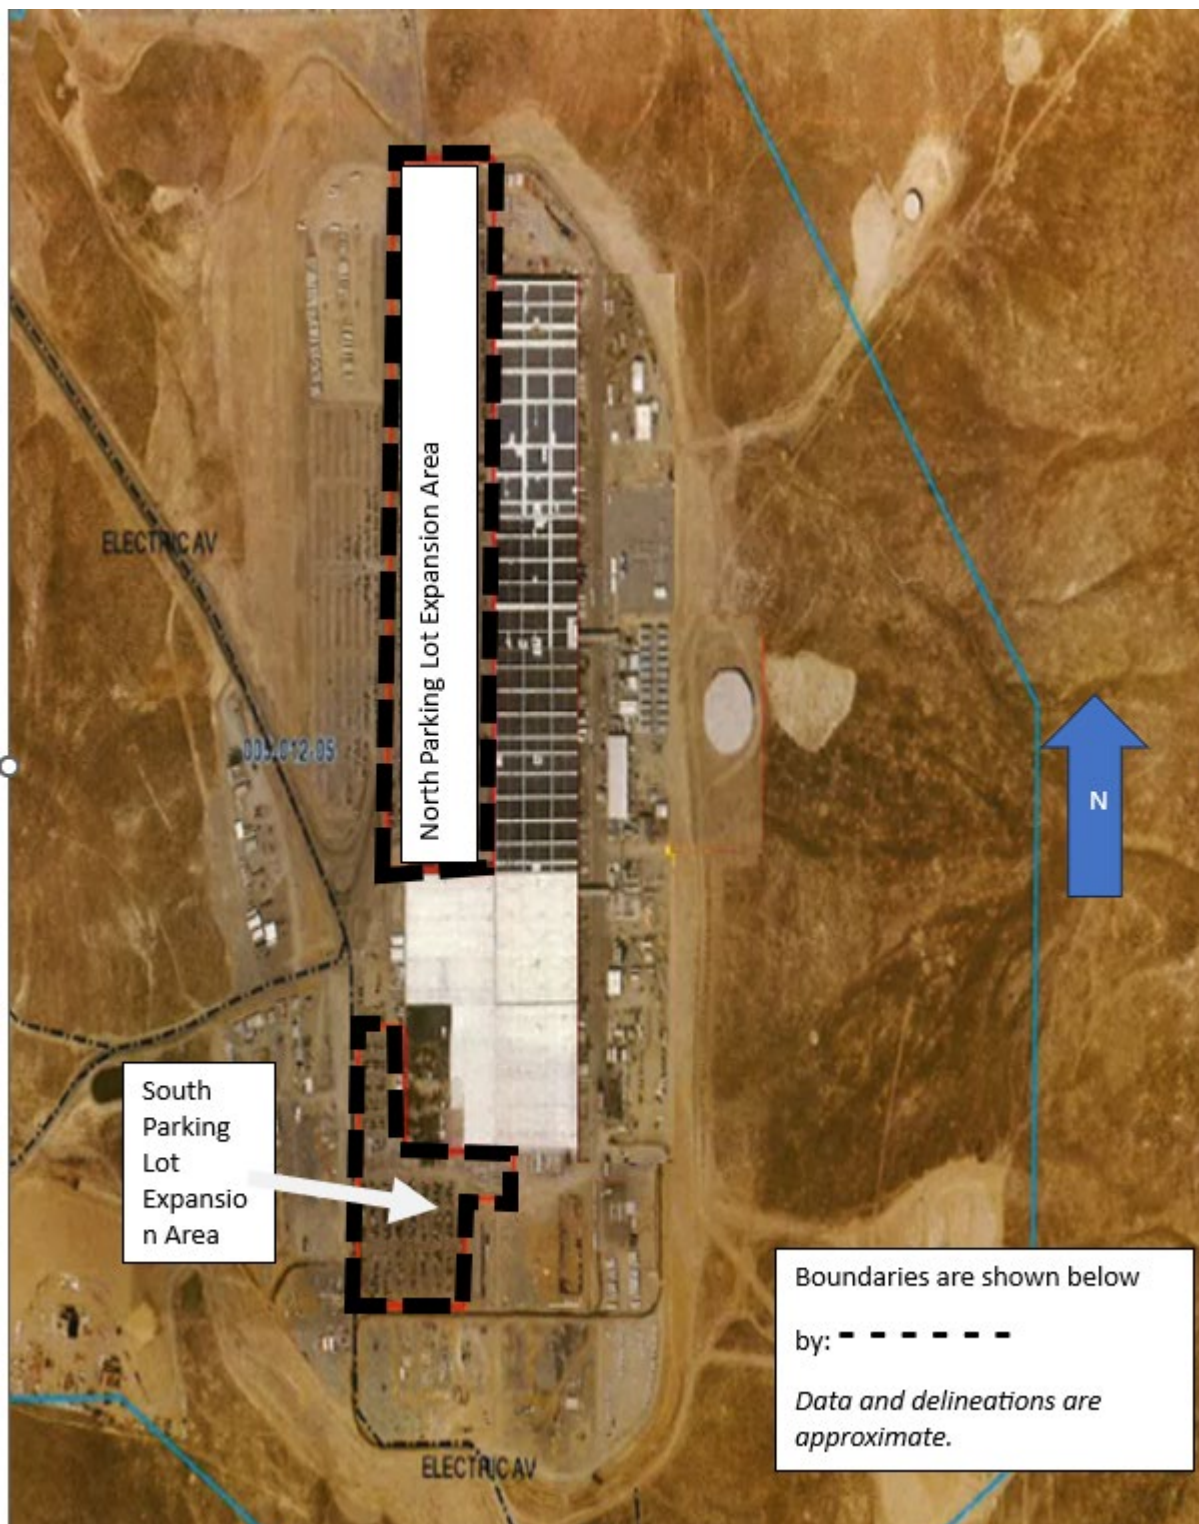 North Parking Lot Expansion Area
ELECTRIC AV
N
South
Parking
Lot
Expansio
n Area
Boundaries are shown below
by:
Data and delineations are
approximate.
ELECTRIC AV